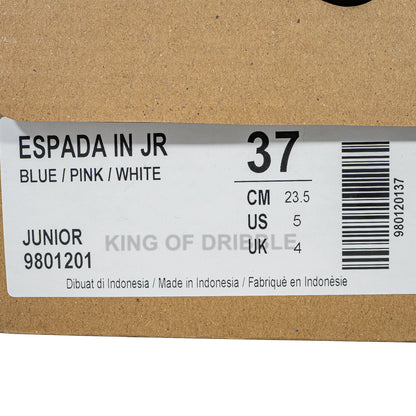 ESPADA IN JR
BLUE / PINK / WHITE
37
CM 23.5
US 5
UK 4
JUNIOR
9801201
KING OF DRIBBLE
980120137
Dibuat di Indonesia / Made in Indonesia / Fabriqué en Indonèsie